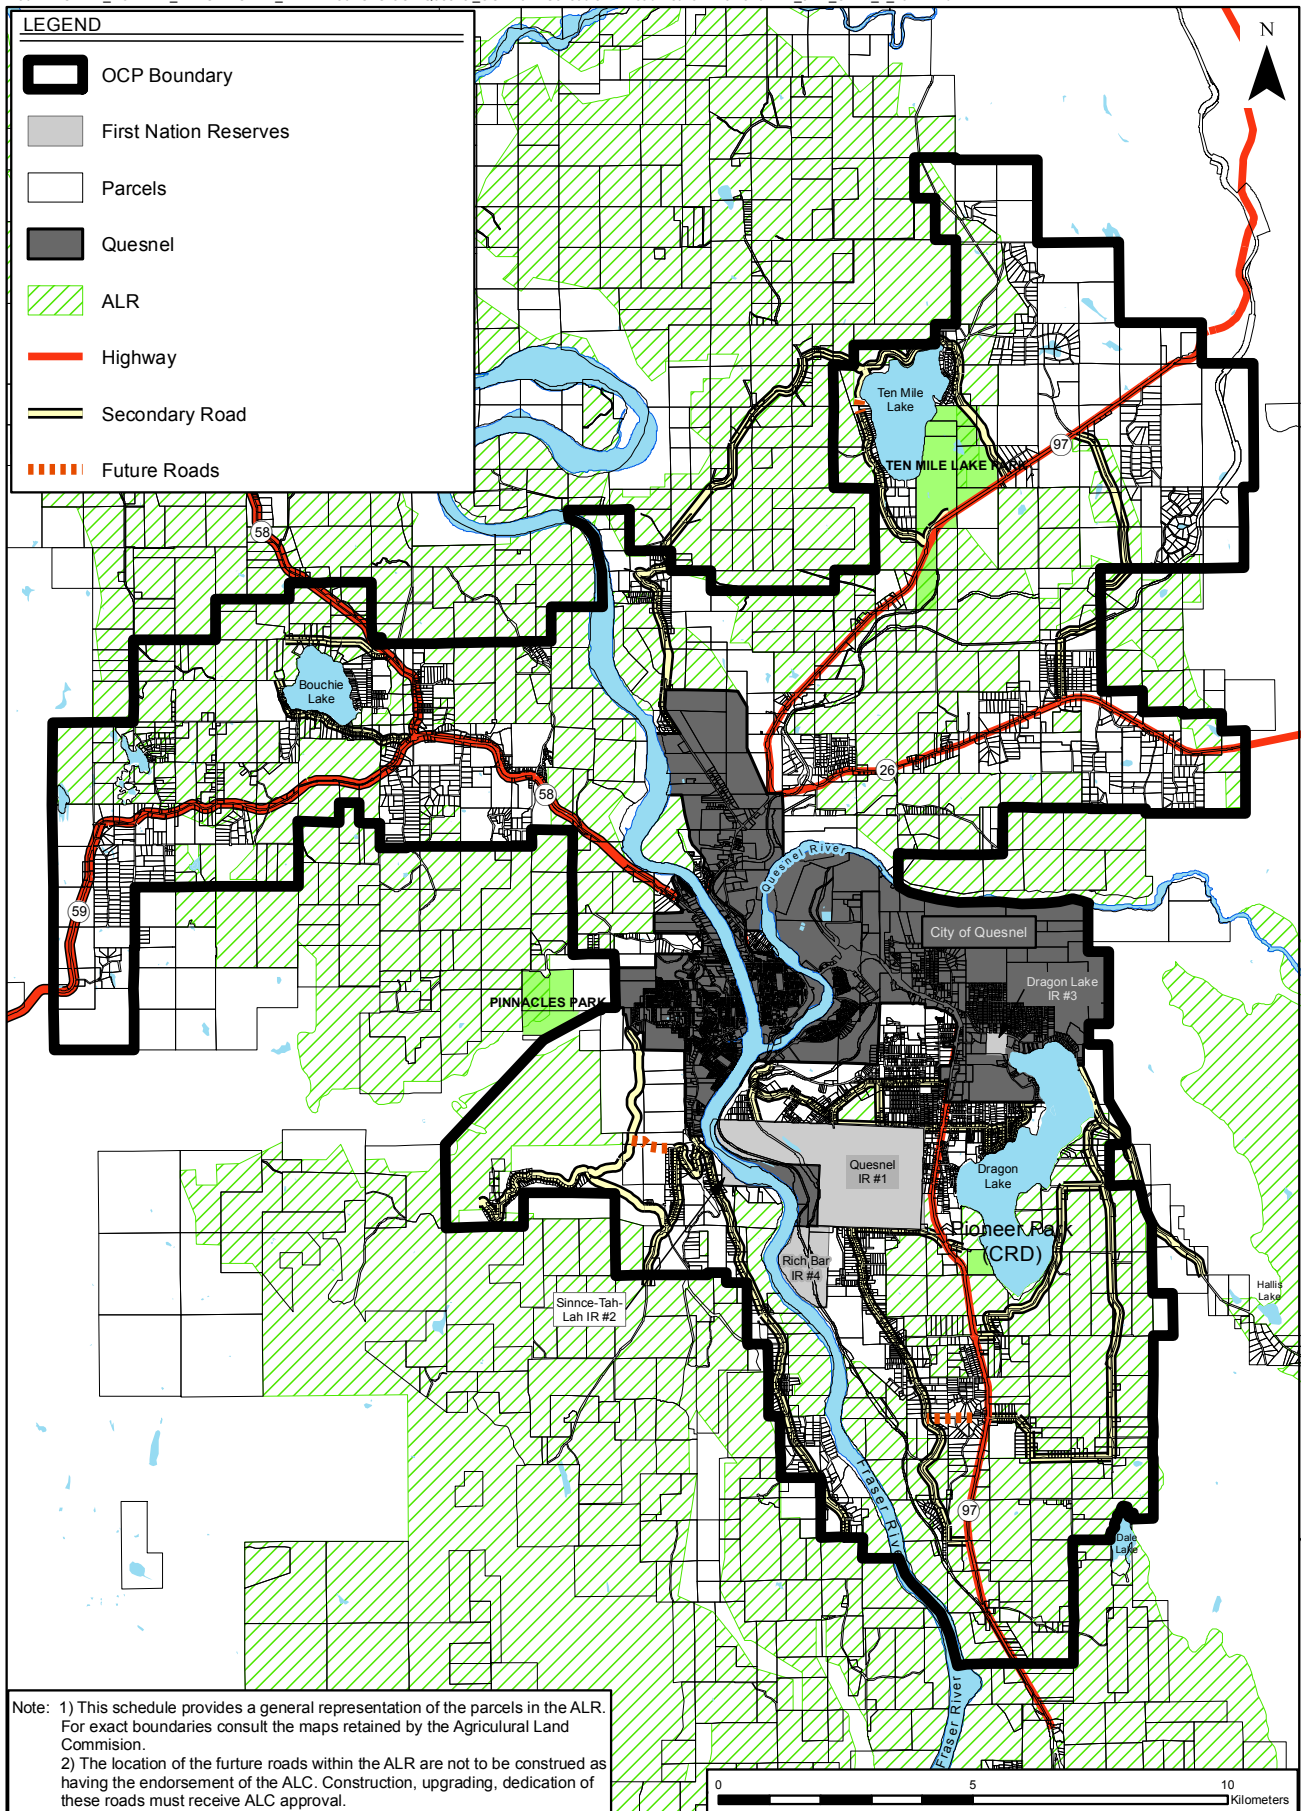 LEGEND
OCP Boundary
First Nation Reserves
Parcels
Quesnel
ALR
Highway
Secondary Road
Future Roads
N
Ten Mile
Lake
97
TEN MILE LAKE PARK
58
Bouchie
Lake
26
58
Quesnel River
59
City of Quesnel
Dragon Lake
IR #3
PINNACLES PARK
Quesnel
IR #1
Dragon
Lake
Pioneer Park
(CRD)
Rich Bar
IR #4
Hallis
Lake
Sinnce-Tah-
Lah IR #2
Fraser River
97
Dale
Lake
Fraser River
Note: 1) This schedule provides a general representation of the parcels in the ALR.
For exact boundaries consult the maps retained by the Agriculural Land
Commision.
2) The location of the furture roads within the ALR are not to be construed as
having the endorsement of the ALC. Construction, upgrading, dedication of
these roads must receive ALC approval.
0 5 10
Kilometers